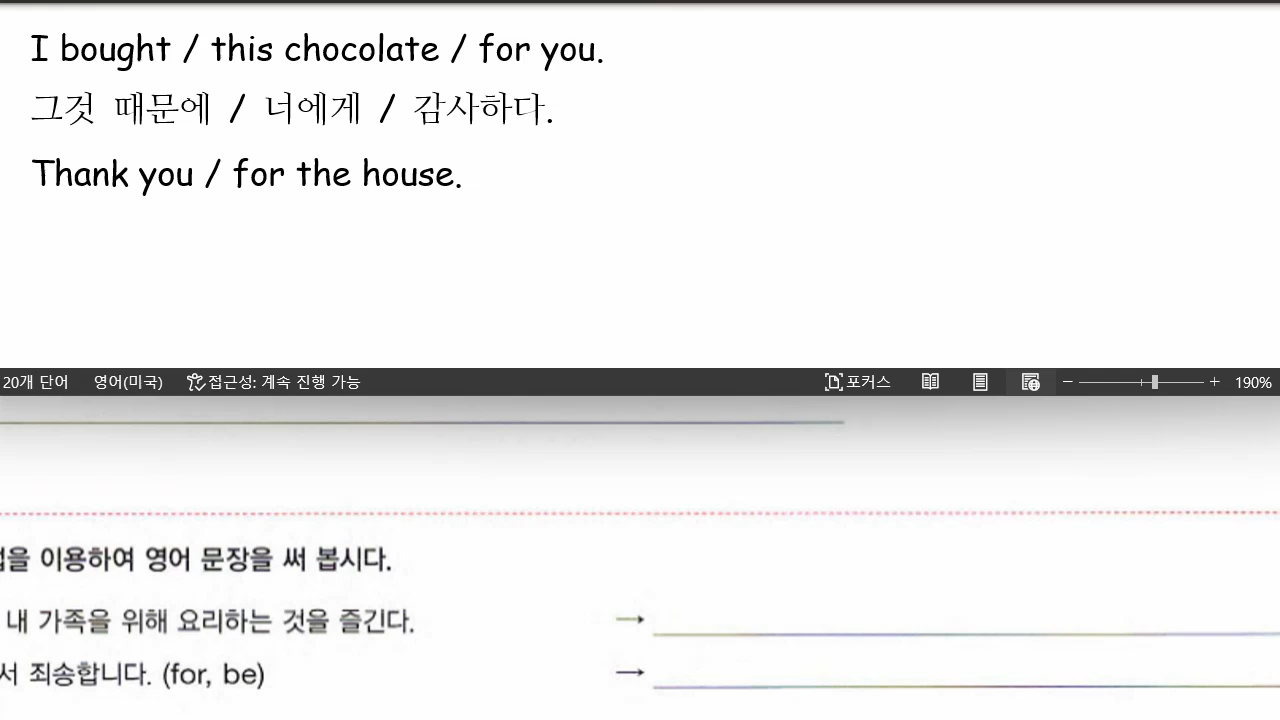 I bought / this chocolate / for you.
그것 때문에 / 너에게 / 감사하다.
Thank you / for the house.
20개 단어 영어(미국) 접근성: 계속 진행 가능 포커스 − + 190%
이용하여 영어 문장을 써 봅시다.
내 가족을 위해 요리하는 것을 즐긴다. →
죄송합니다. (for, be) →